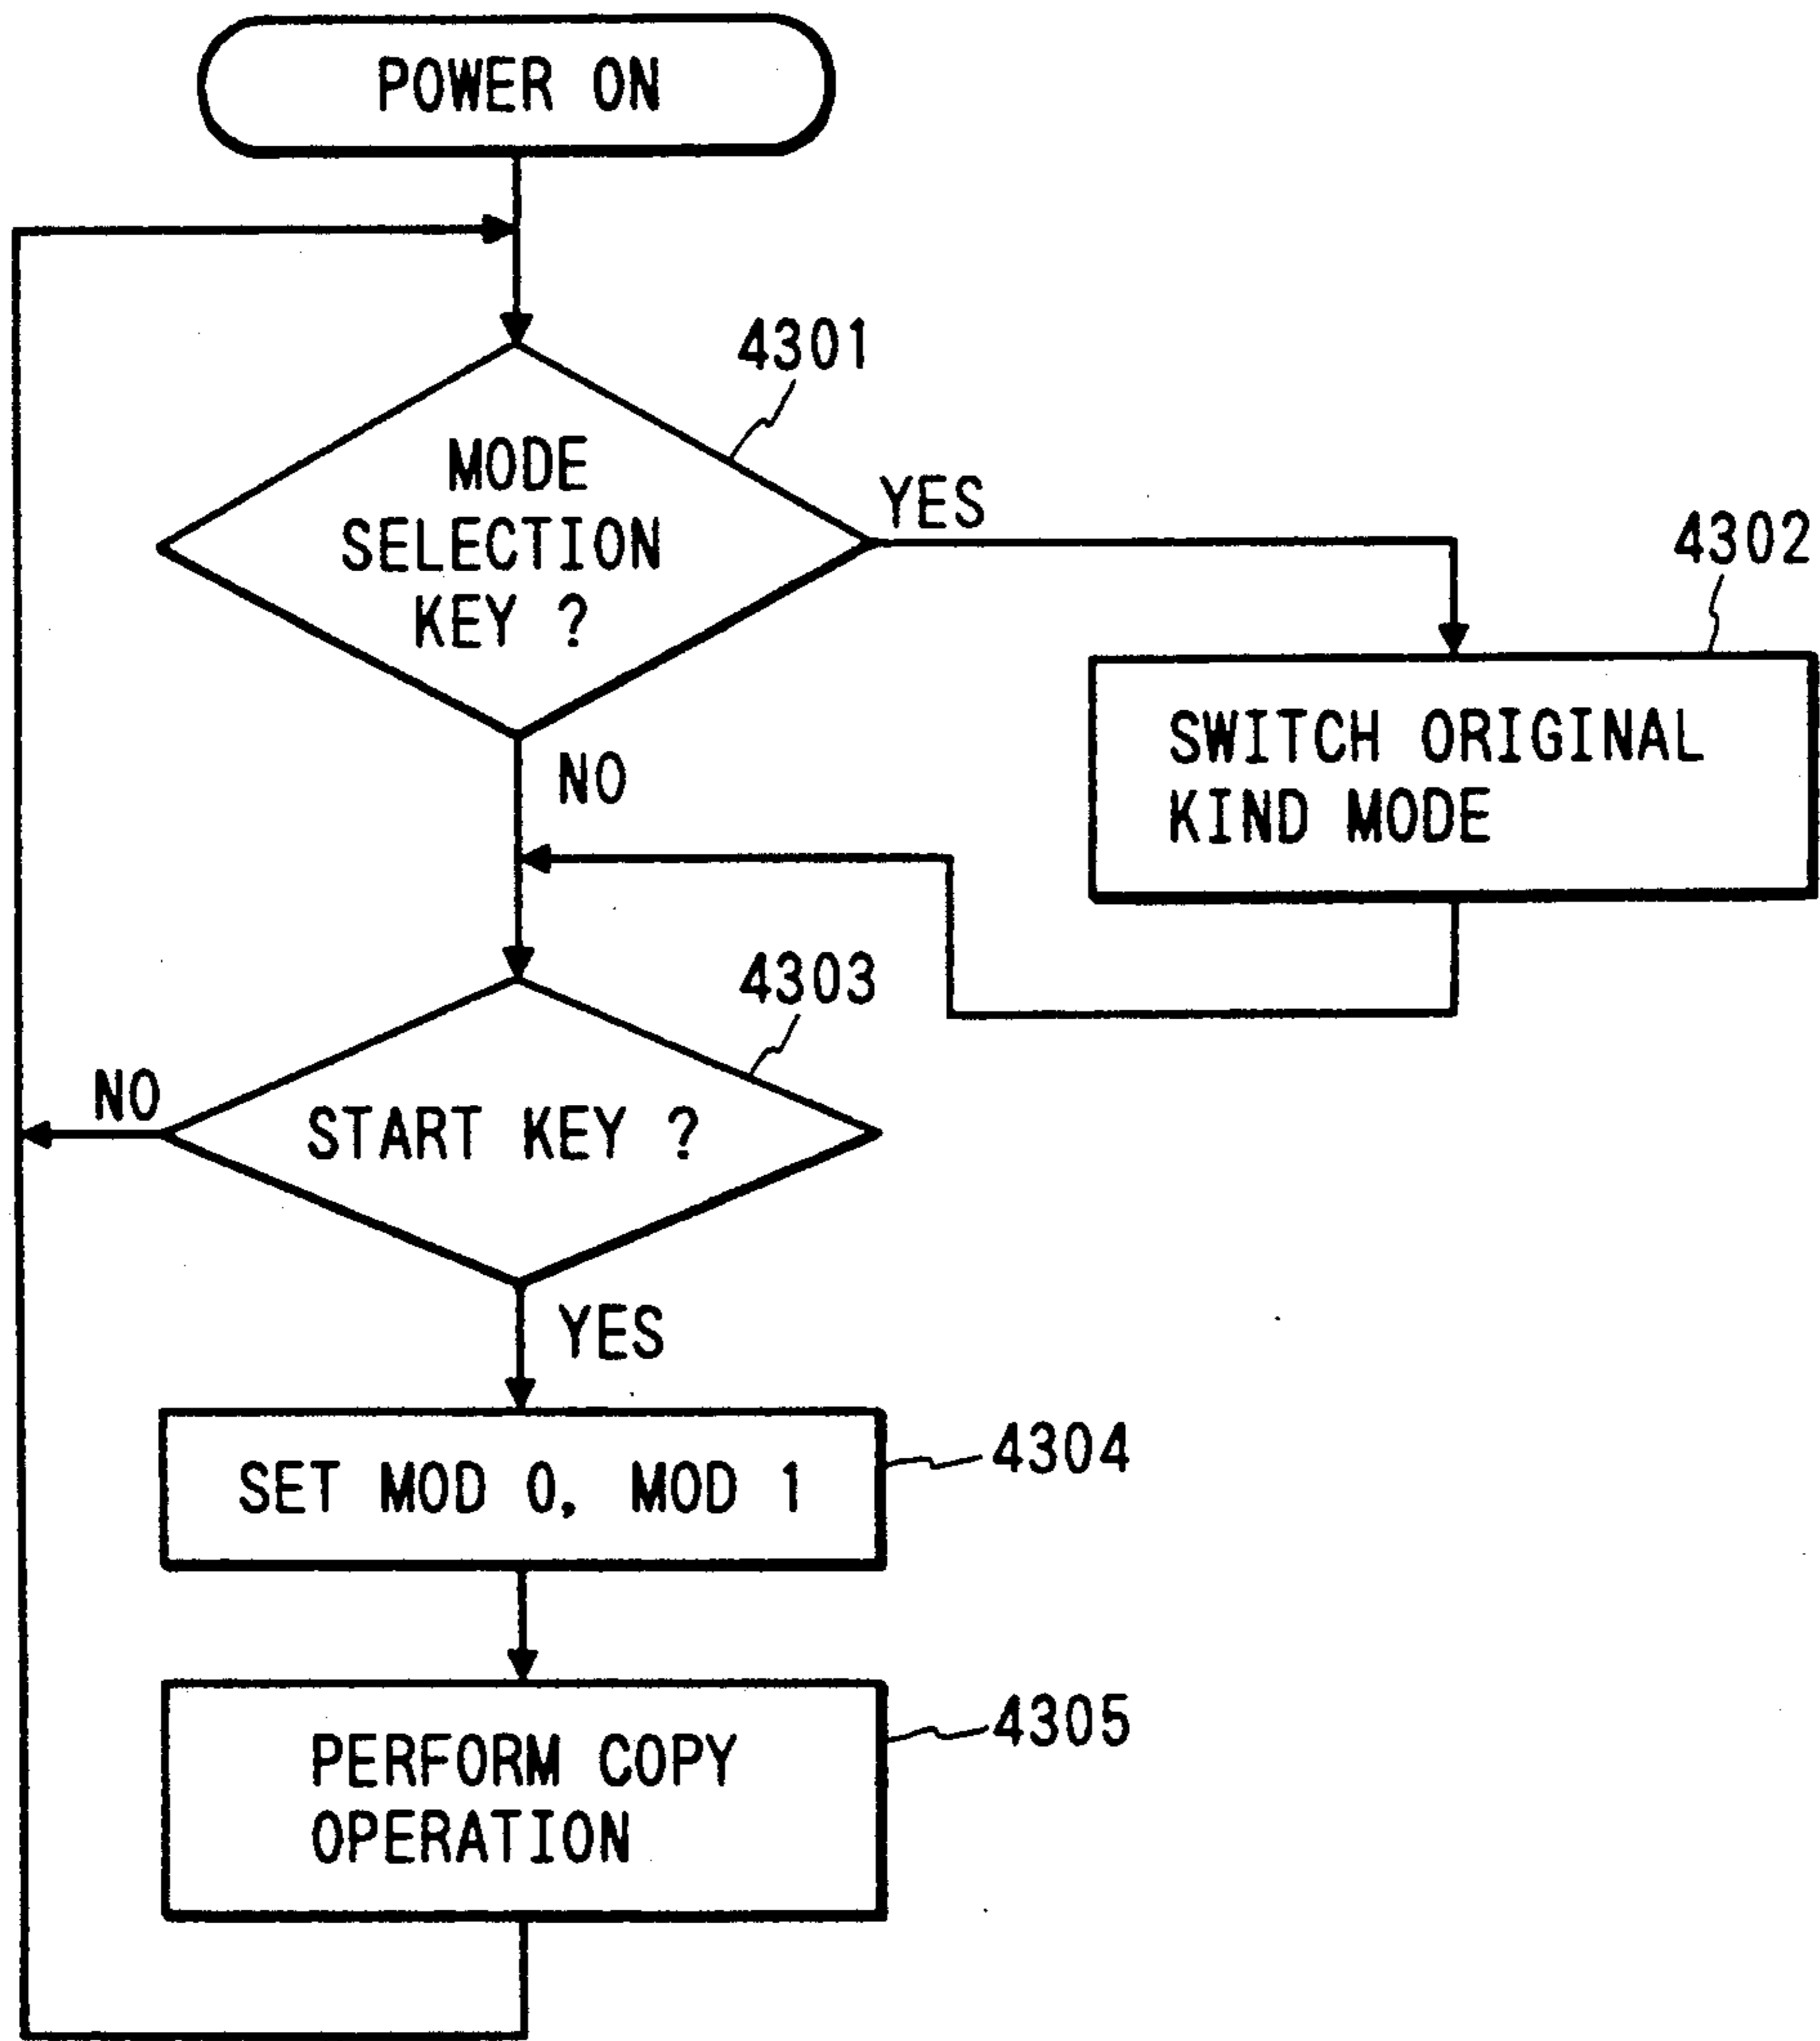 POWER ON
4301
MODE
SELECTION
KEY ?
YES
4302
SWITCH ORIGINAL
KIND MODE
NO
4303
NO
START KEY ?
YES
SET MOD 0, MOD 1
4304
PERFORM COPY
OPERATION
4305